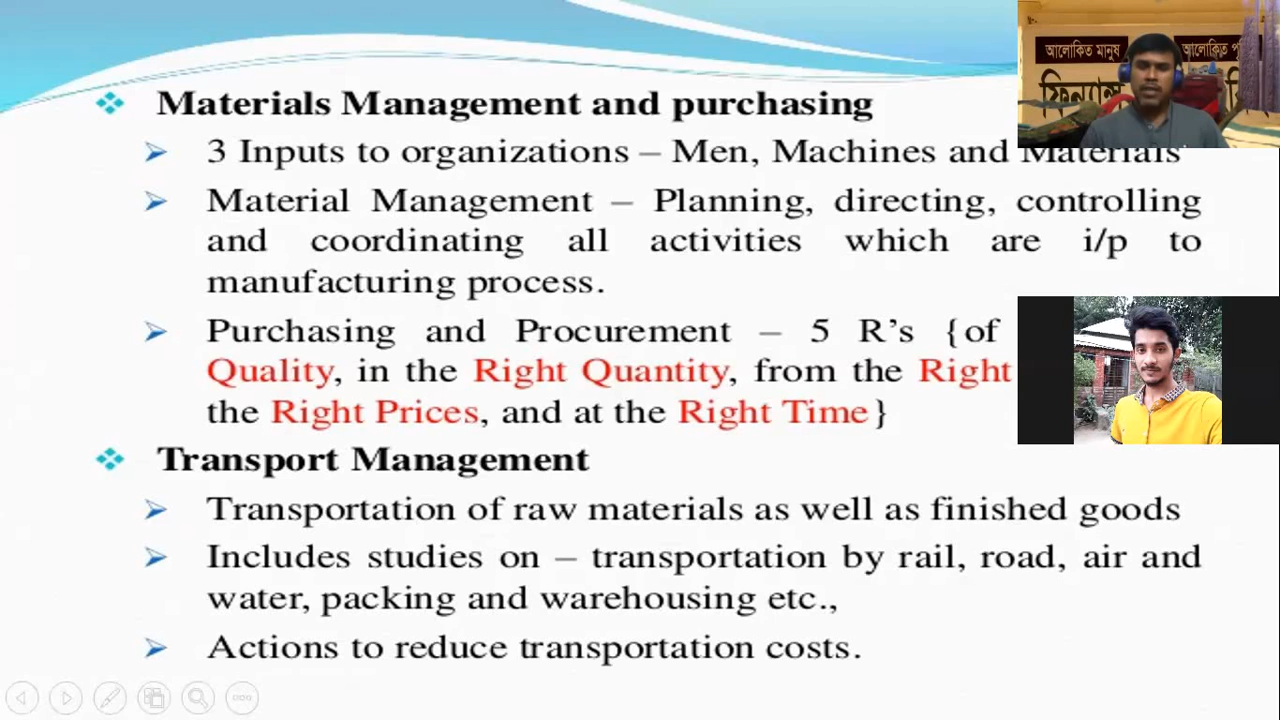 Materials Management and purchasing
3 Inputs to organizations – Men, Machines and Materials
Material Management – Planning, directing, controlling
and coordinating all activities which are i/p to
manufacturing process.
Purchasing and Procurement – 5 R's {of
Quality, in the Right Quantity, from the Right
the Right Prices, and at the Right Time}
Transport Management
Transportation of raw materials as well as finished goods
Includes studies on – transportation by rail, road, air and
water, packing and warehousing etc.,
Actions to reduce transportation costs.
আলোকিত মানুষ
আলোকিত
ফিন্যান্স